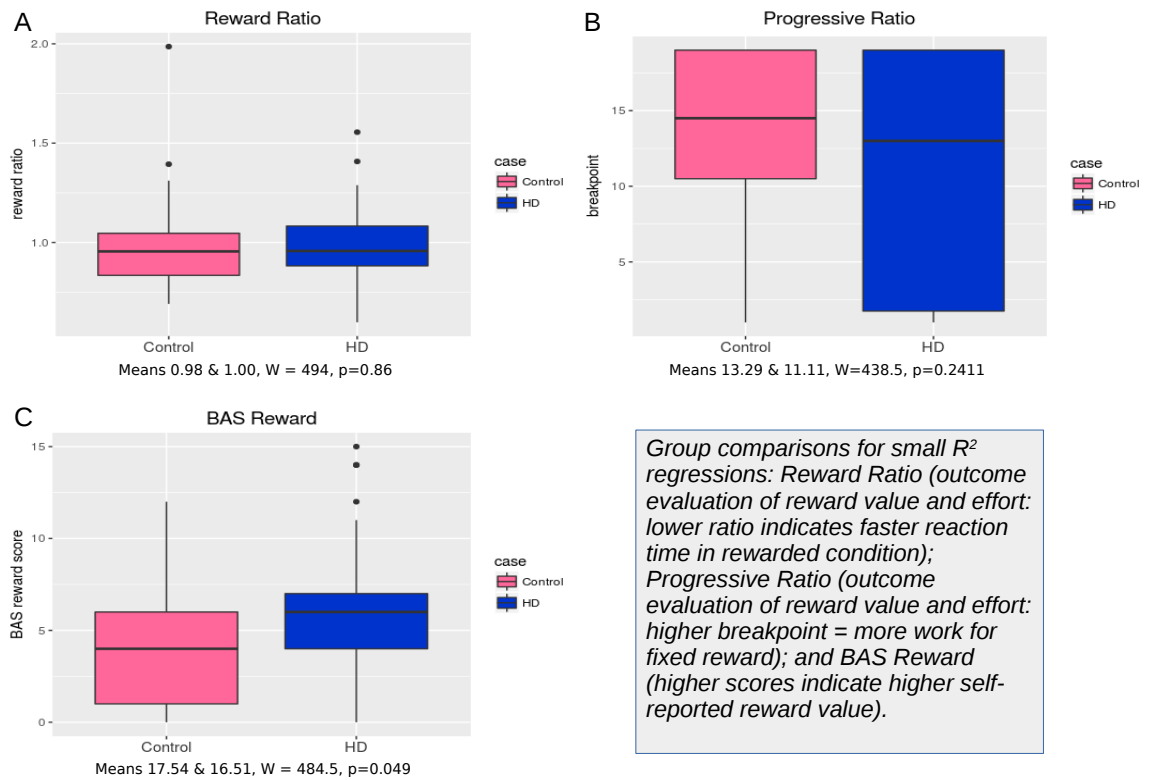 A
Reward Ratio
2.0
1.5
1.0
reward ratio
Control
HD
case
Control
HD
Means 0.98 & 1.00, W = 494, p=0.86
B
Progressive Ratio
15
10
5
breakpoint
Control
HD
case
Control
HD
Means 13.29 & 11.11, W=438.5, p=0.2411
C
BAS Reward
15
10
5
0
BAS reward score
Control
HD
case
Control
HD
Means 17.54 & 16.51, W = 484.5, p=0.049
Group comparisons for small R²
regressions: Reward Ratio (outcome
evaluation of reward value and effort:
lower ratio indicates faster reaction
time in rewarded condition);
Progressive Ratio (outcome
evaluation of reward value and effort:
higher breakpoint = more work for
fixed reward); and BAS Reward
(higher scores indicate higher self-
reported reward value).